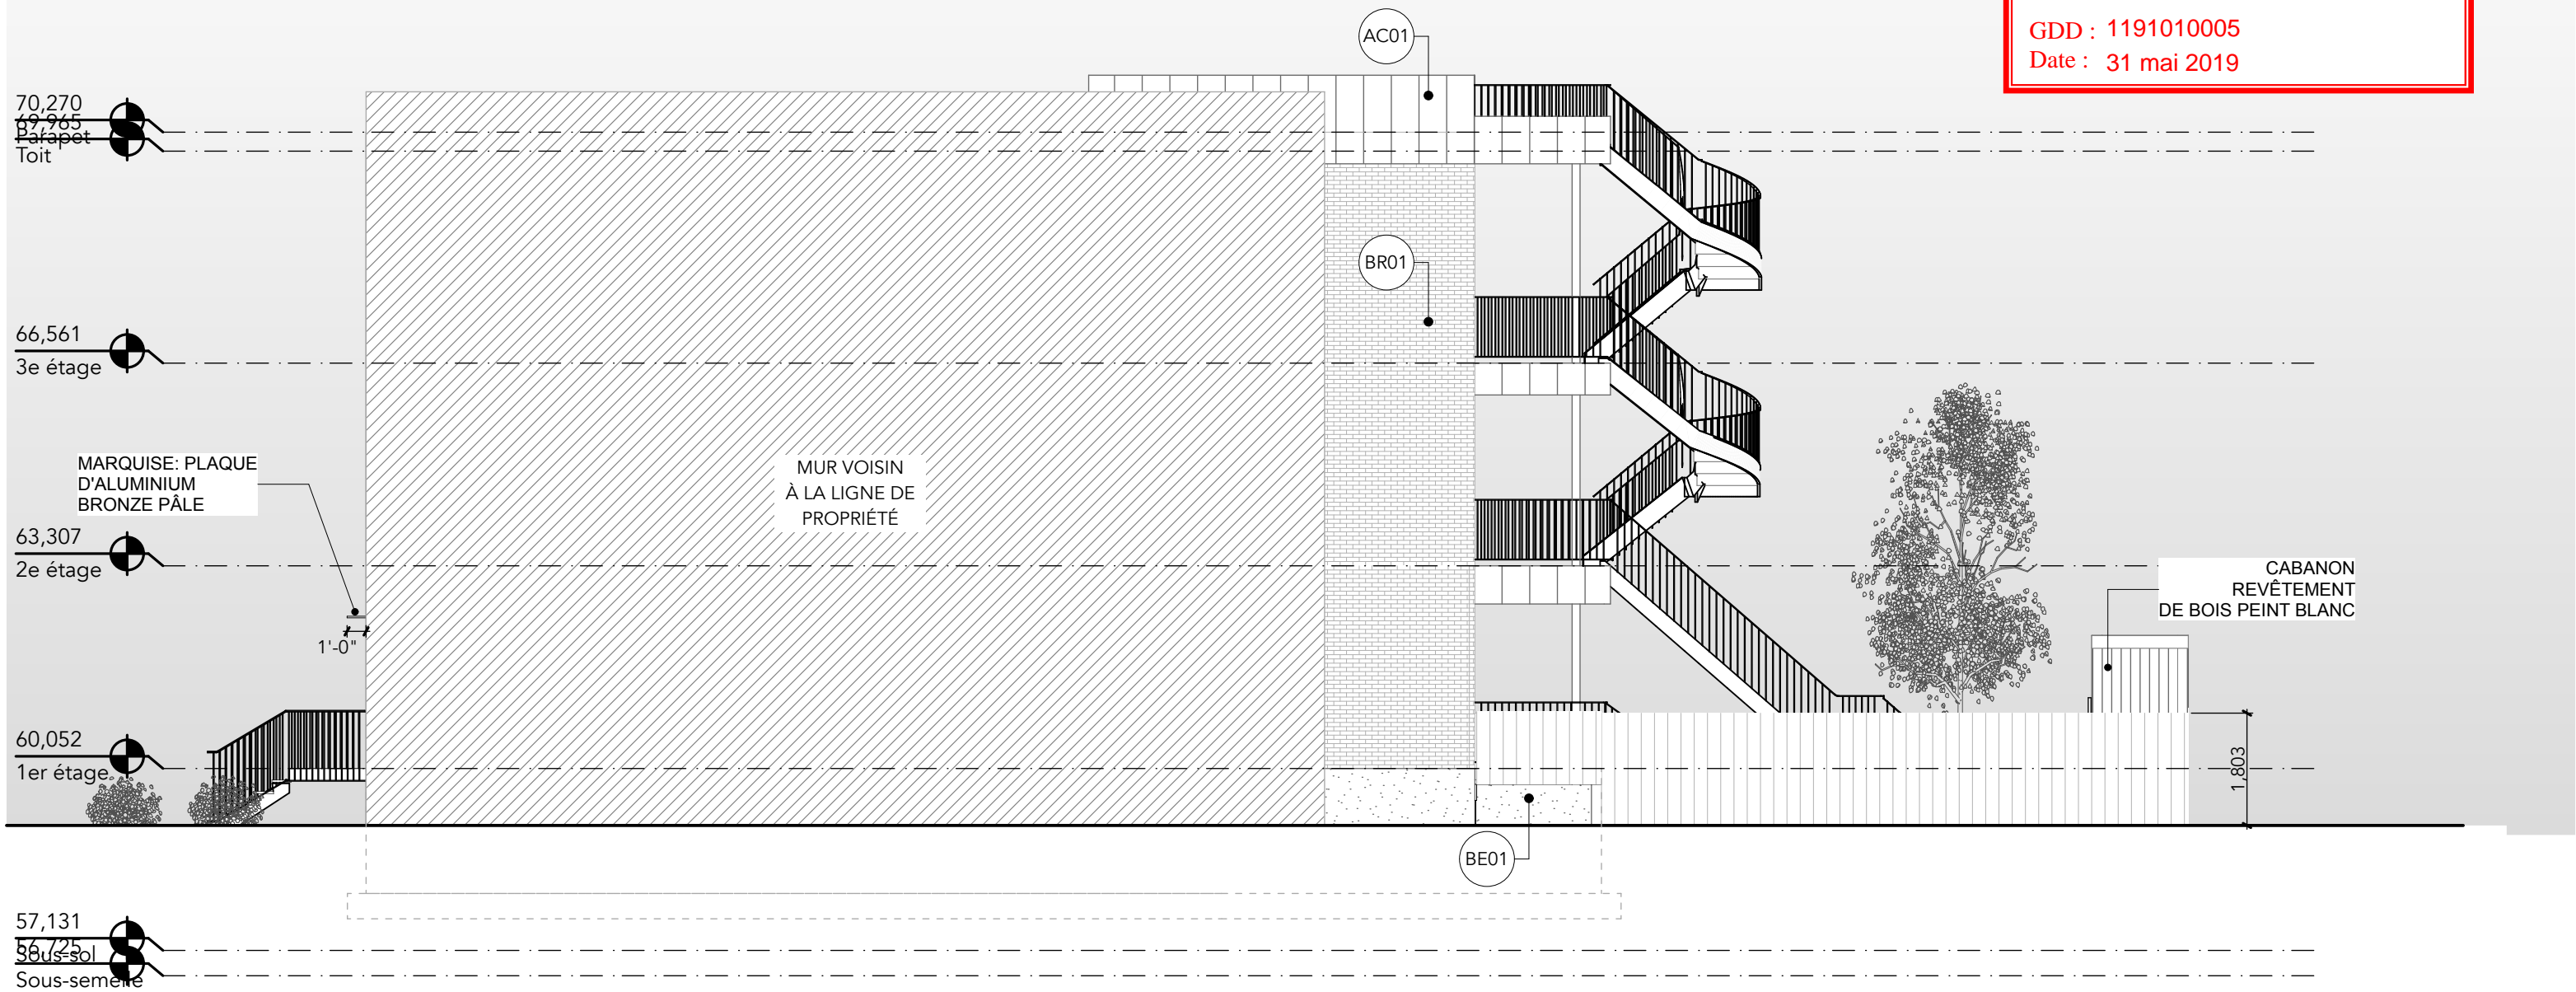 GDD : 1191010005
Date : 31 mai 2019
AC01
70,270
69,965
Parapet
Toit
BR01
66,561
3e étage
MARQUISE: PLAQUE
D'ALUMINIUM
BRONZE PÂLE
MUR VOISIN
À LA LIGNE DE
PROPRIÉTÉ
63,307
2e étage
CABANON
REVÊTEMENT
DE BOIS PEINT BLANC
1'-0"
60,052
1er étage
1,803
BE01
57,131
56,725
Sous-sol
Sous-semelle